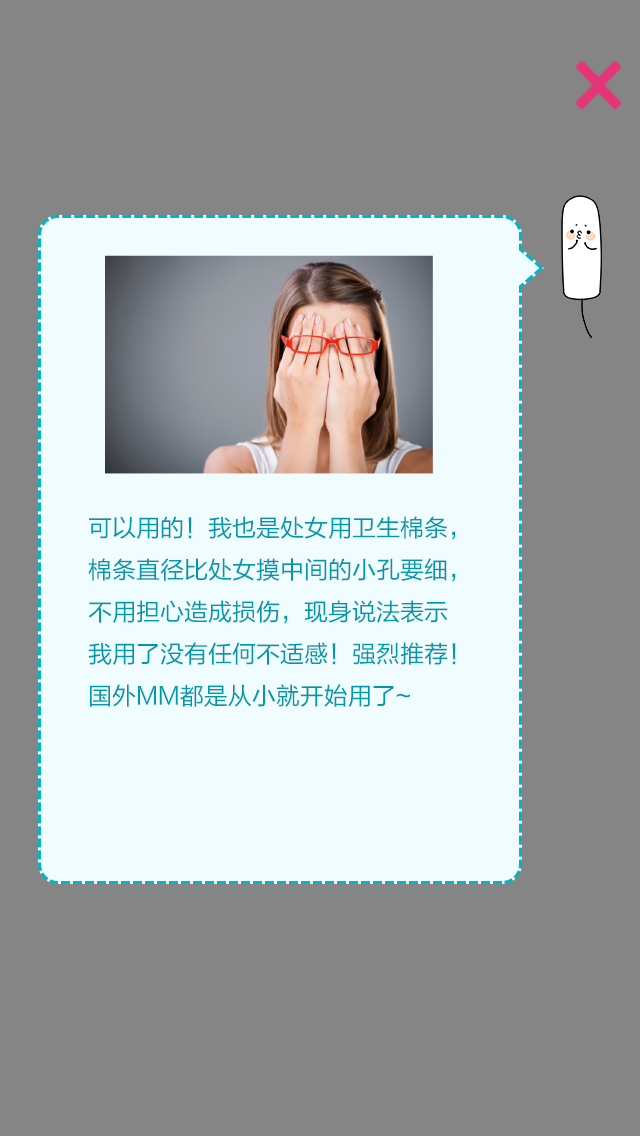 可以用的！我也是处女用卫生棉条，
棉条直径比处女摸中间的小孔要细，
不用担心造成损伤，现身说法表示
我用了没有任何不适感！强烈推荐！
国外MM都是从小就开始用了~